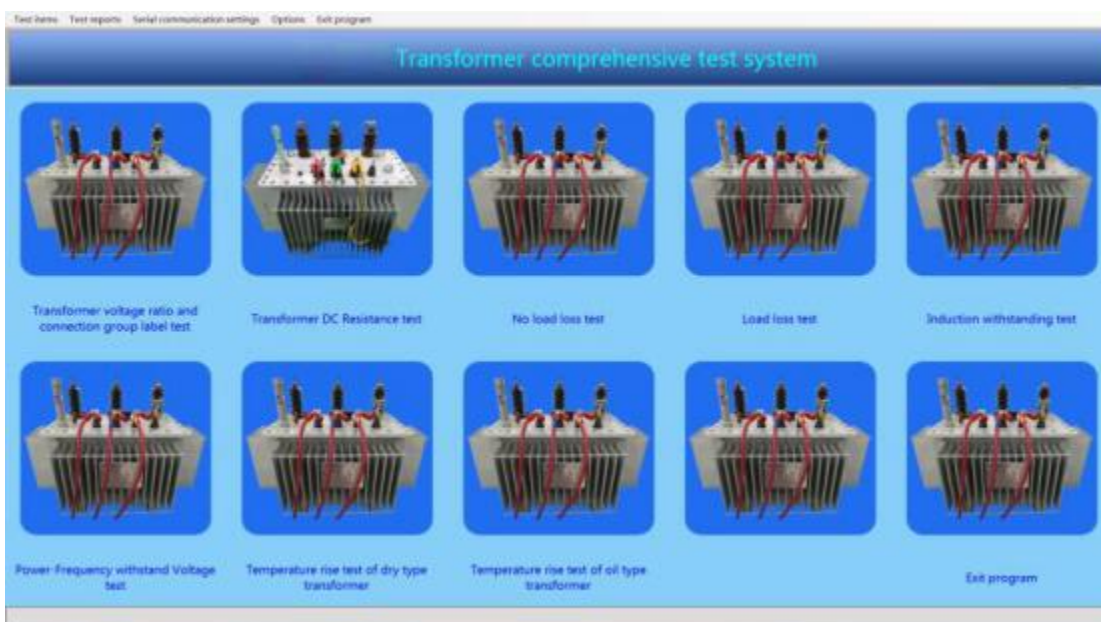 Test items Test reports Serial communication settings Options Exit program
Transformer comprehensive test system
Transformer voltage ratio and
connection group label test
Transformer DC Resistance test
No load loss test
Load loss test
Induction withstanding test
Power-Frequency withstand Voltage
test
Temperature rise test of dry type
transformer
Temperature rise test of oil type
transformer
Exit program